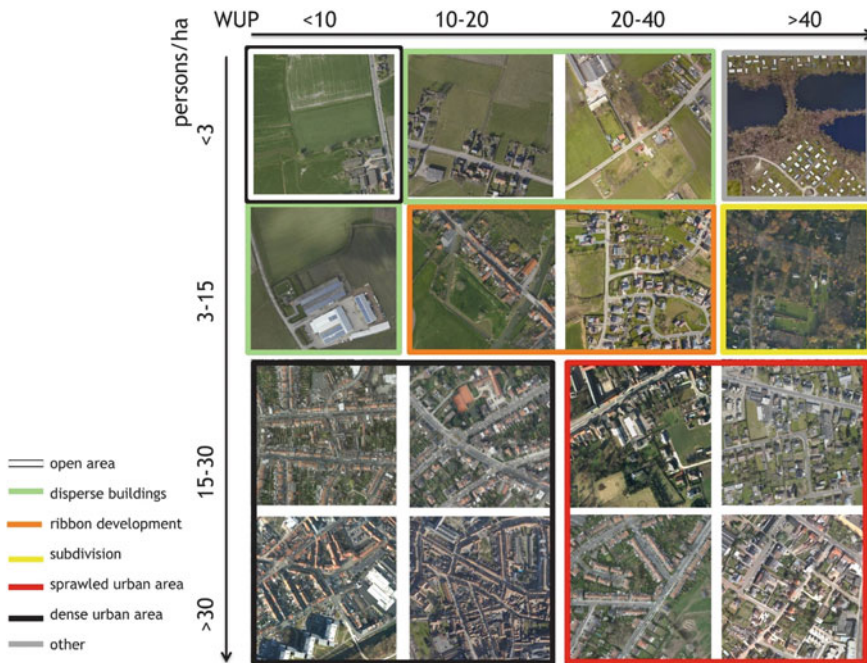 WUP <10 10-20 20-40 >40
persons/ha
<3
3-15
15-30
>30
open area
disperse buildings
ribbon development
subdivision
sprawled urban area
dense urban area
other